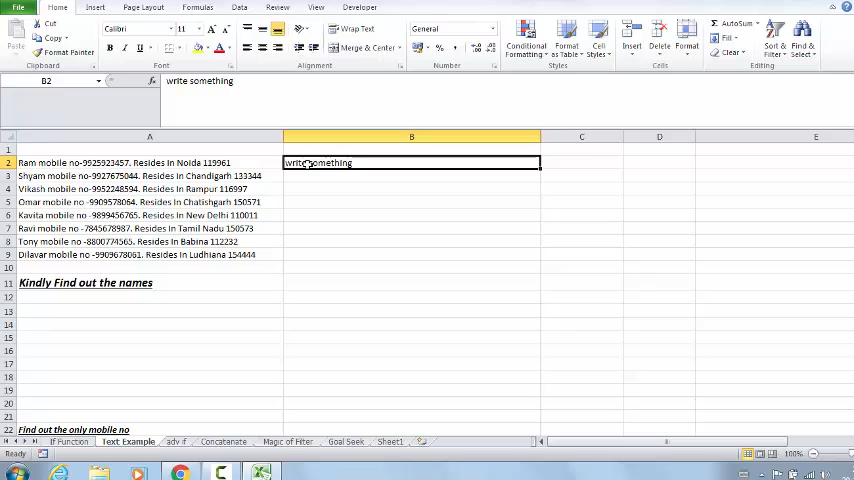 File Home Insert Page Layout Formulas Data Review View Developer
Cut Calibri 11 Wrap Text General AutoSum
Copy Fill
Paste Format Painter Merge & Center Conditional Formatting Format as Table Cell Styles Insert Delete Format Clear Sort & Filter Find & Select
Clipboard Font Alignment Number Styles Cells Editing
B2 fx write something
A B C D E
1
2 Ram mobile no-9925923457. Resides In Noida 119961 write something
3 Shyam mobile no-9927675044. Resides In Chandigarh 133344
4 Vikash mobile no-9952248594. Resides In Rampur 116997
5 Omar mobile no -9909578064. Resides In Chatishgarh 150571
6 Kavita mobile no -9899456765. Resides In New Delhi 110011
7 Ravi mobile no -7845678987. Resides In Tamil Nadu 150573
8 Tony mobile no -8800774565. Resides In Babina 112232
9 Dilavar mobile no -9909678061. Resides In Ludhiana 154444
10
11 Kindly Find out the names
12
13
14
15
16
17
18
19
20
21
22 Find out the only mobile no
If Function Text Example adv if Concatenate Magic of Filter Goal Seek Sheet1
Ready 100%